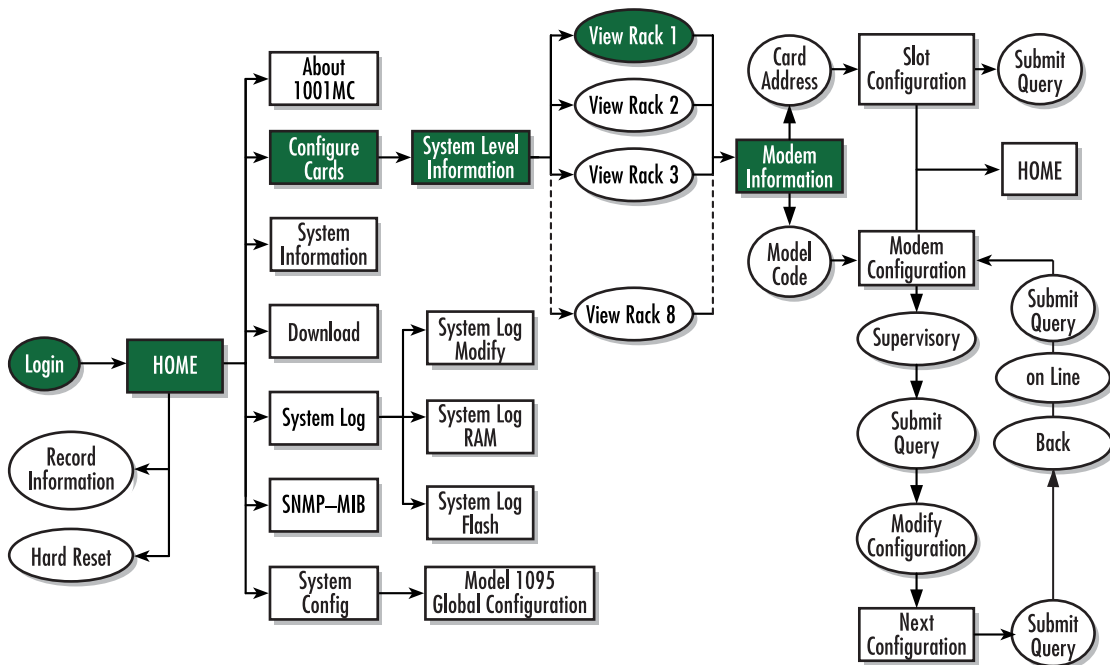 Login
HOME
Record
Information
Hard Reset
About
1001MC
Configure
Cards
System
Information
Download
System Log
SNMP–MIB
System
Config
System Level
Information
System Log
Modify
System Log
RAM
System Log
Flash
Model 1095
Global Configuration
View Rack 1
View Rack 2
View Rack 3
View Rack 8
Modem
Information
Card
Address
Model
Code
Slot
Configuration
Submit
Query
HOME
Modem
Configuration
Supervisory
Submit
Query
Modify
Configuration
Next
Configuration
Submit
Query
Back
on Line
Submit
Query